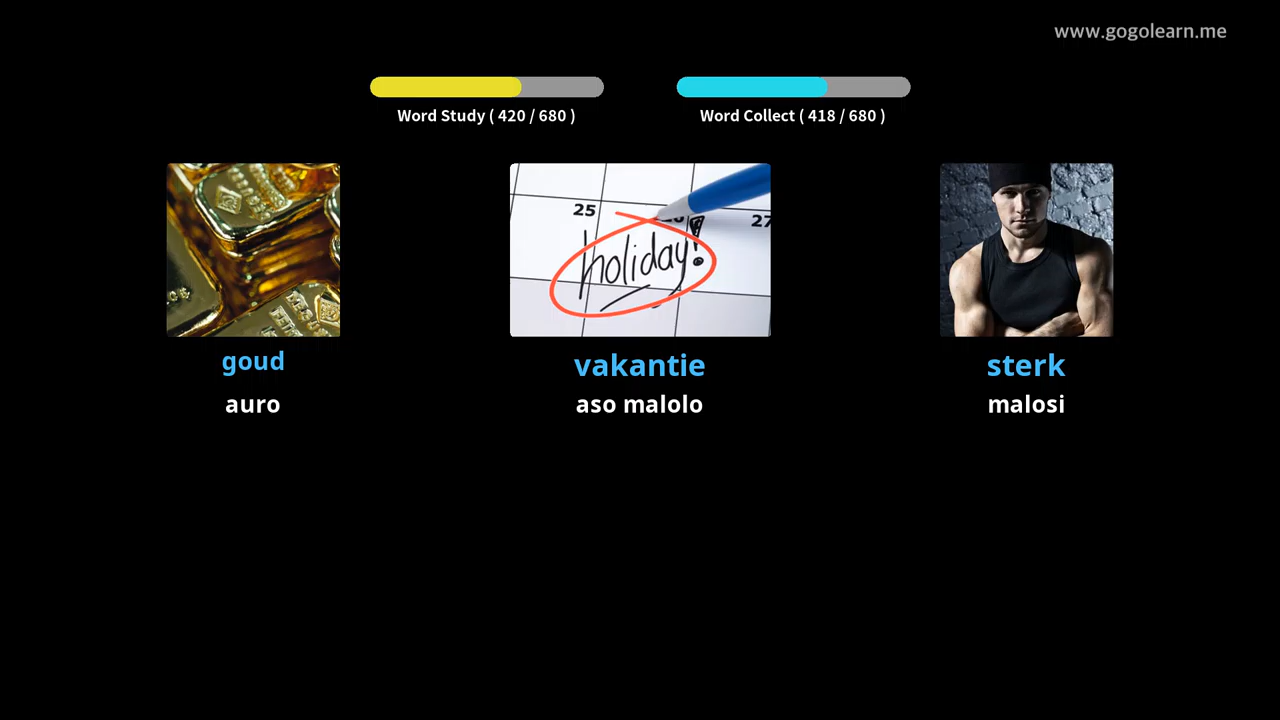 www.gogolearn.me
Word Study ( 420 / 680 )
Word Collect ( 418 / 680 )
25
27
holiday!
goud
vakantie
sterk
auro
aso malolo
malosi